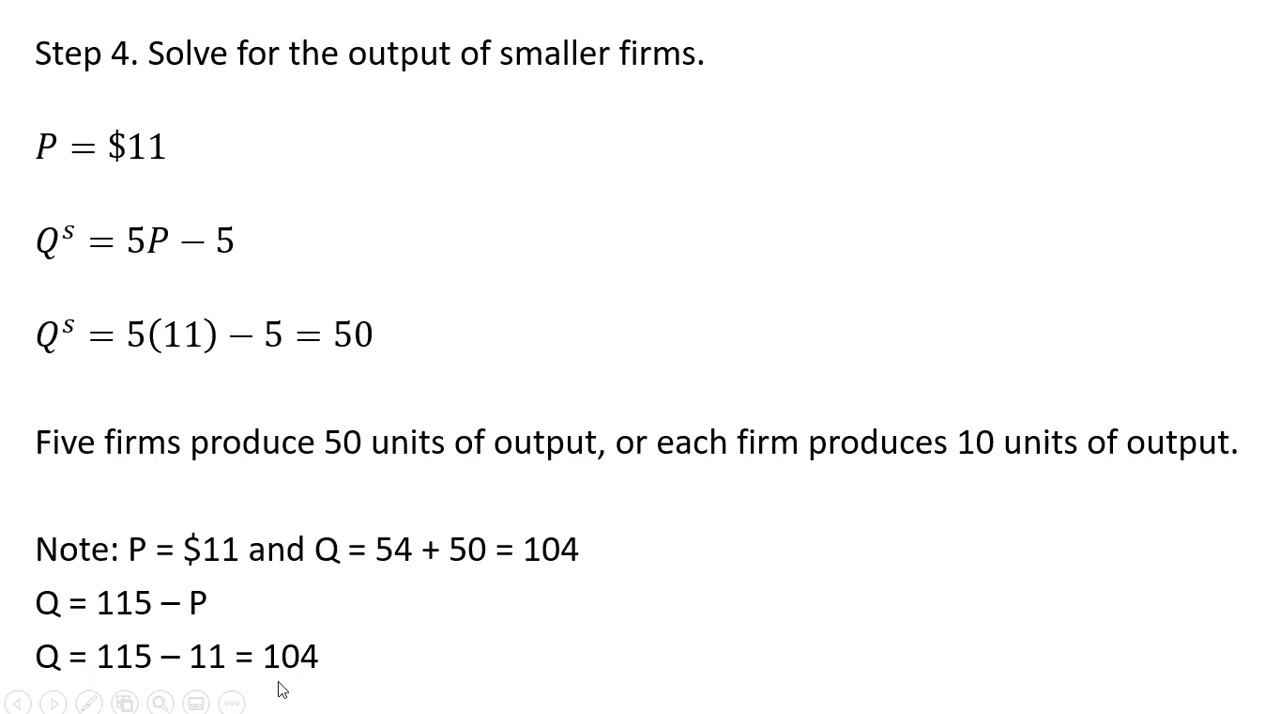 Step 4. Solve for the output of smaller firms.
P = $11
Qˢ = 5P − 5
Qˢ = 5(11) − 5 = 50
Five firms produce 50 units of output, or each firm produces 10 units of output.
Note: P = $11 and Q = 54 + 50 = 104
Q = 115 – P
Q = 115 – 11 = 104